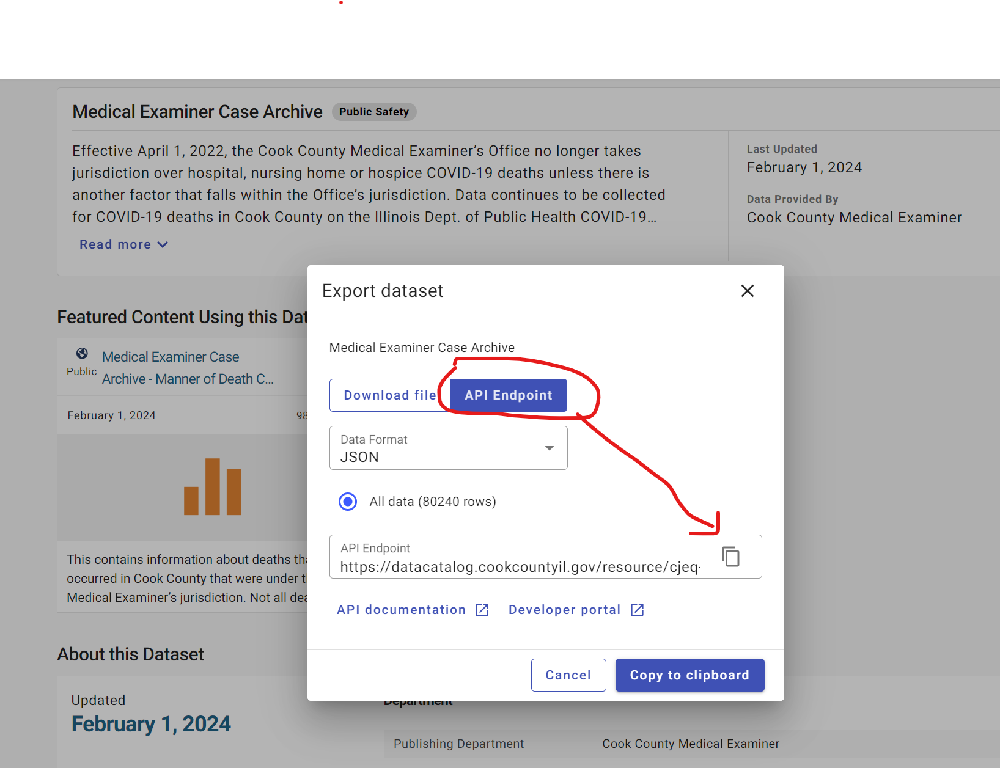 Medical Examiner Case Archive Public Safety
Effective April 1, 2022, the Cook County Medical Examiner’s Office no longer takes
jurisdiction over hospital, nursing home or hospice COVID-19 deaths unless there is
another factor that falls within the Office’s jurisdiction. Data continues to be collected
for COVID-19 deaths in Cook County on the Illinois Dept. of Public Health COVID-19...
Read more
Last Updated
February 1, 2024
Data Provided By
Cook County Medical Examiner
Featured Content Using this Dat
Public
Medical Examiner Case
Archive - Manner of Death C...
February 1, 2024 98
This contains information about deaths tha
occurred in Cook County that were under t
Medical Examiner’s jurisdiction. Not all dea
Export dataset
Medical Examiner Case Archive
Download file API Endpoint
Data Format
JSON
All data (80240 rows)
API Endpoint
https://datacatalog.cookcountyil.gov/resource/cjeq-
API documentation Developer portal
Cancel Copy to clipboard
About this Dataset
Updated
February 1, 2024
Department
Publishing Department Cook County Medical Examiner